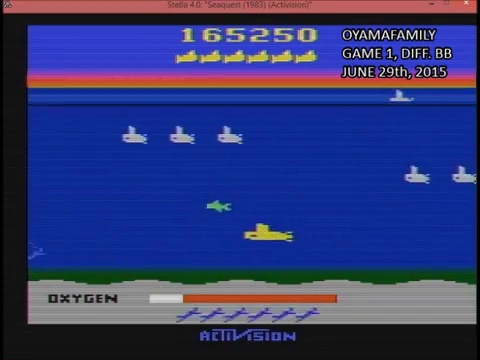 Stella 4.0: "Seaquest (1983) (Activision)"
165250
OYAMAFAMILY
GAME 1, DIFF. BB
JUNE 29th, 2015
OXYGEN
ACTIVISION